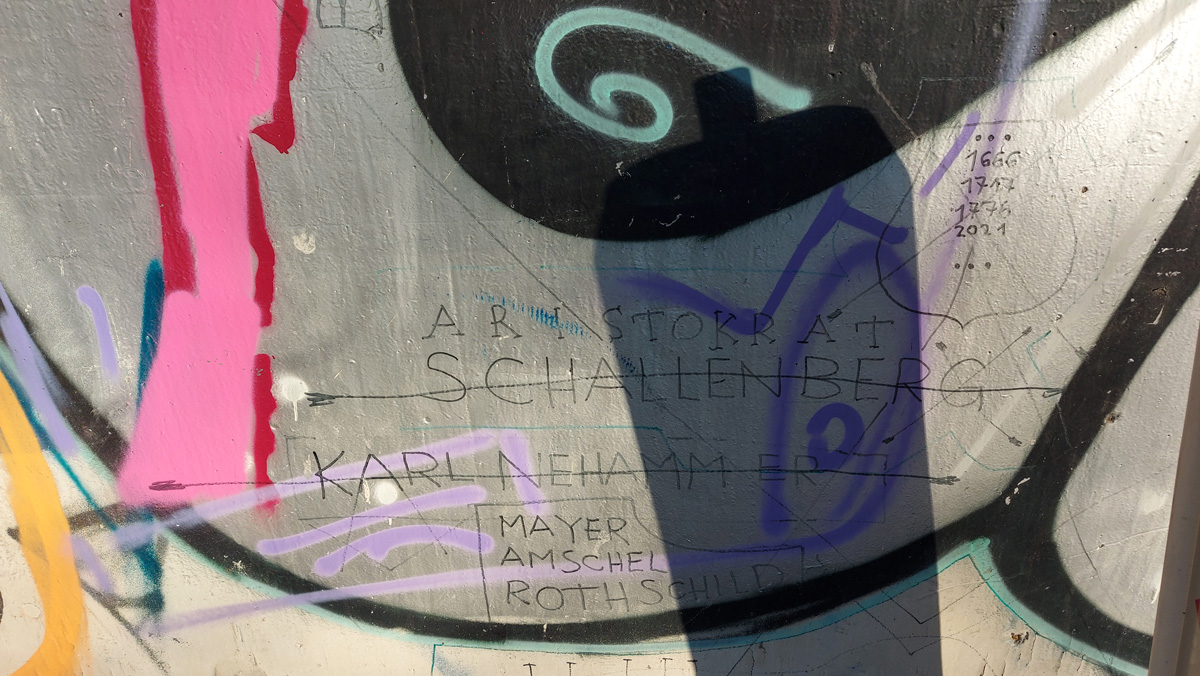 ...
1666
1717
1776
2021
...
ARISTOKRAT
SCHALLENBERG
KARL NEHAMMER
MAYER
AMSCHEL
ROTHSCHILD